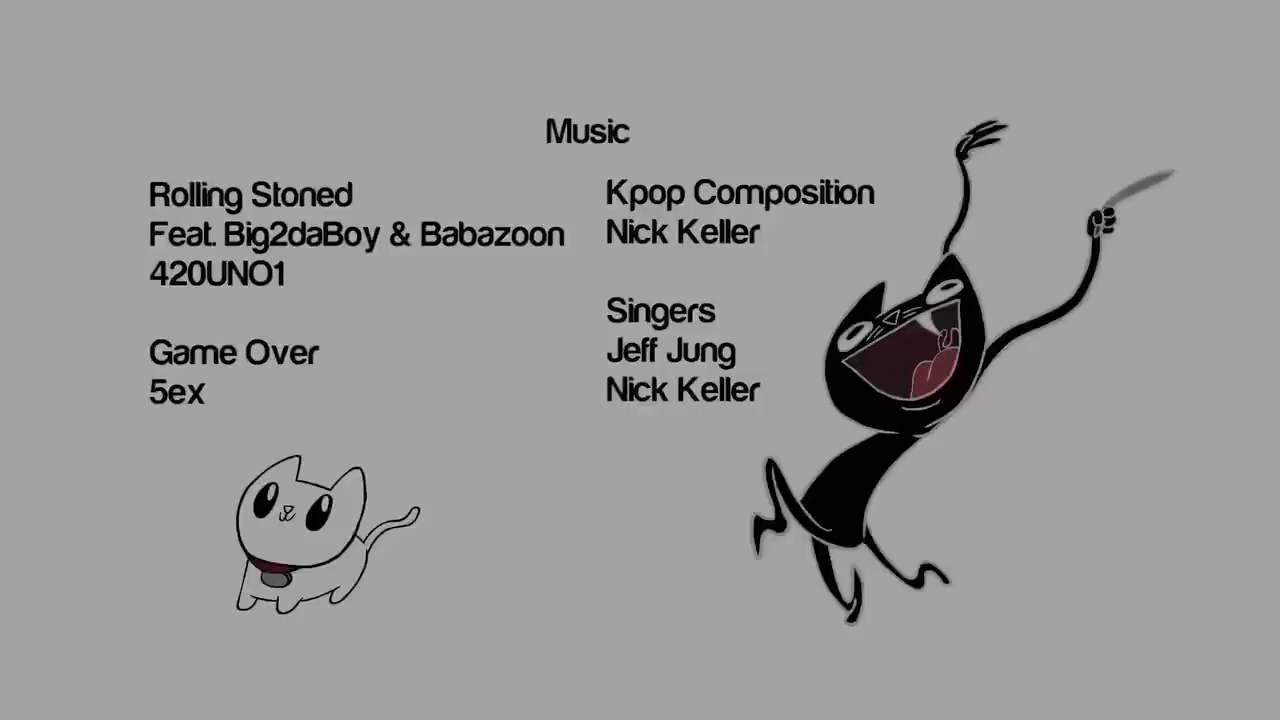 Music
Rolling Stoned
Feat. Big2daBoy & Babazoon
420UNO1
Game Over
5ex
Kpop Composition
Nick Keller
Singers
Jeff Jung
Nick Keller